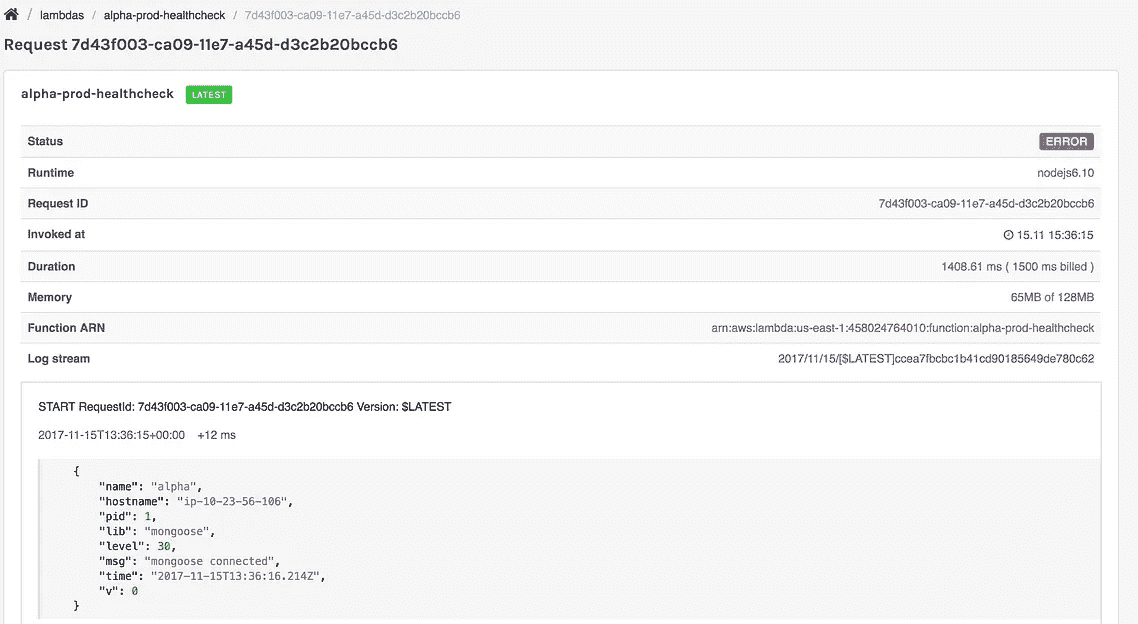 / lambdas / alpha-prod-healthcheck / 7d43f003-ca09-11e7-a45d-d3c2b20bccb6
Request 7d43f003-ca09-11e7-a45d-d3c2b20bccb6
alpha-prod-healthcheck LATEST
Status ERROR
Runtime nodejs6.10
Request ID 7d43f003-ca09-11e7-a45d-d3c2b20bccb6
Invoked at 15.11 15:36:15
Duration 1408.61 ms ( 1500 ms billed )
Memory 65MB of 128MB
Function ARN arn:aws:lambda:us-east-1:458024764010:function:alpha-prod-healthcheck
Log stream 2017/11/15/[$LATEST]ccea7fbcbc1b41cd90185649de780c62
START RequestId: 7d43f003-ca09-11e7-a45d-d3c2b20bccb6 Version: $LATEST
2017-11-15T13:36:15+00:00 +12 ms
{
"name": "alpha",
"hostname": "ip-10-23-56-106",
"pid": 1,
"lib": "mongoose",
"level": 30,
"msg": "mongoose connected",
"time": "2017-11-15T13:36:16.214Z",
"v": 0
}